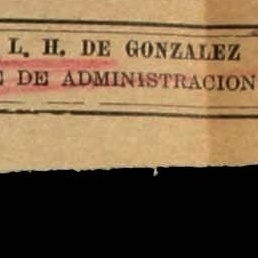 L. H. DE GONZALEZ
DE ADMINISTRACION